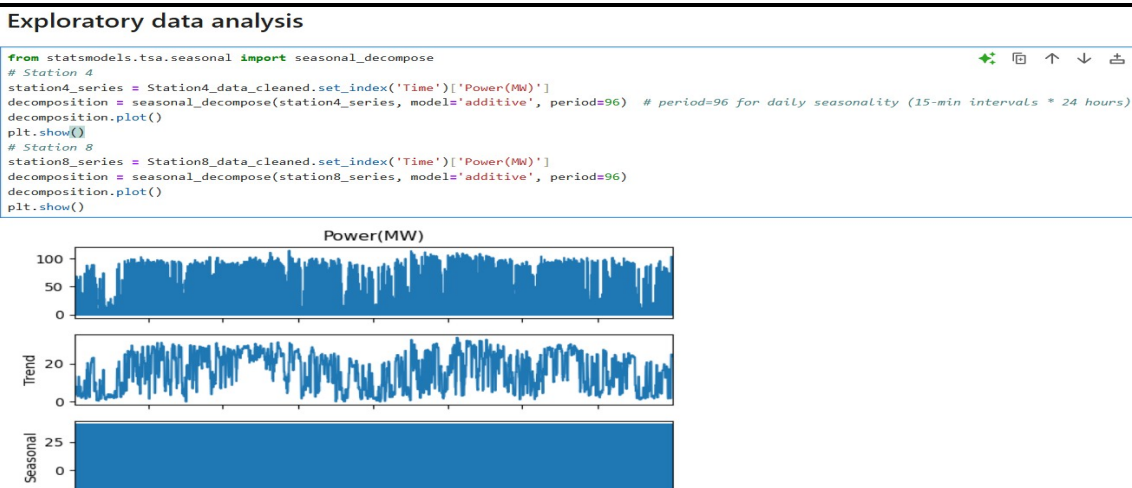 Exploratory data analysis
from statsmodels.tsa.seasonal import seasonal_decompose
# Station 4
station4_series = Station4_data_cleaned.set_index('Time')['Power(MW)']
decomposition = seasonal_decompose(station4_series, model='additive', period=96)  # period=96 for daily seasonality (15-min intervals * 24 hours)
decomposition.plot()
plt.show()
# Station 8
station8_series = Station8_data_cleaned.set_index('Time')['Power(MW)']
decomposition = seasonal_decompose(station8_series, model='additive', period=96)
decomposition.plot()
plt.show()
Power(MW)
100
50
0
Trend
20
0
Seasonal
25
0